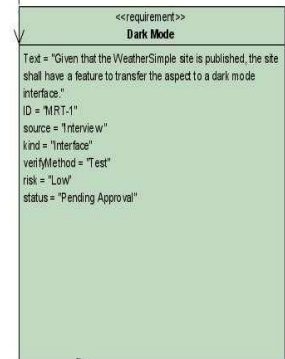 <<requirement>>
Dark Mode
Text = "Given that the WeatherSimple site is published, the site
shall have a feature to transfer the aspect to a dark mode
interface."
ID = "MRT-1"
source = "Interview"
kind = "Interface"
verifyMethod = "Test"
risk = "Low"
status = "Pending Approval"